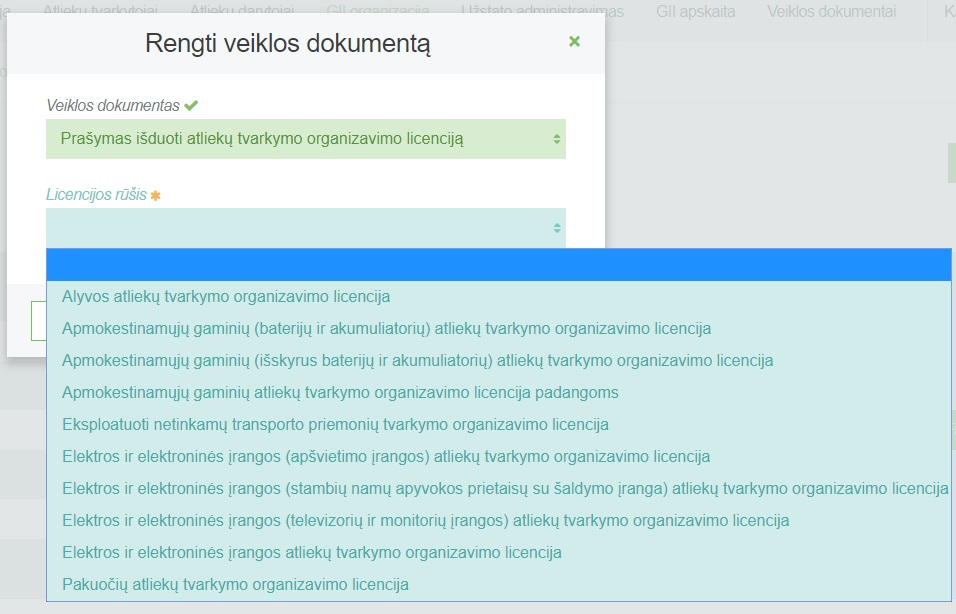 Atliekų tvarkytojai Atliekų darytojai GII organizacija Užstato administravimas GII apskaita Veiklos dokumentai
Rengti veiklos dokumentą
Veiklos dokumentas
Prašymas išduoti atliekų tvarkymo organizavimo licenciją
Licencijos rūšis
Alyvos atliekų tvarkymo organizavimo licencija
Apmokestinamųjų gaminių (baterijų ir akumuliatorių) atliekų tvarkymo organizavimo licencija
Apmokestinamųjų gaminių (išskyrus baterijų ir akumuliatorių) atliekų tvarkymo organizavimo licencija
Apmokestinamųjų gaminių atliekų tvarkymo organizavimo licencija padangoms
Eksploatuoti netinkamų transporto priemonių tvarkymo organizavimo licencija
Elektros ir elektroninės įrangos (apšvietimo įrangos) atliekų tvarkymo organizavimo licencija
Elektros ir elektroninės įrangos (stambių namų apyvokos prietaisų su šaldymo įranga) atliekų tvarkymo organizavimo licencija
Elektros ir elektroninės įrangos (televizorių ir monitorių įrangos) atliekų tvarkymo organizavimo licencija
Elektros ir elektroninės įrangos atliekų tvarkymo organizavimo licencija
Pakuočių atliekų tvarkymo organizavimo licencija